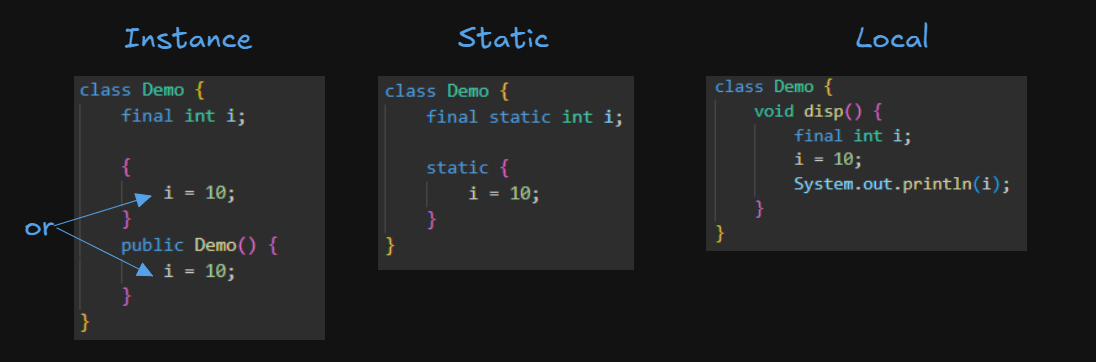 Instance
class Demo {
final int i;
{
i = 10;
}
or
public Demo() {
i = 10;
}
}
Static
class Demo {
final static int i;
static {
i = 10;
}
}
Local
class Demo {
void disp() {
final int i;
i = 10;
System.out.println(i);
}
}